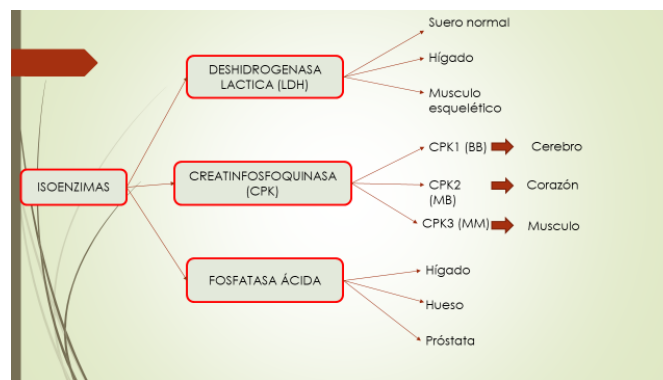 Suero normal
DESHIDROGENASA
LACTICA (LDH)
Hígado
Musculo
esquelético
ISOENZIMAS
CREATINFOSFOQUINASA
(CPK)
CPK1 (BB) Cerebro
CPK2
(MB)
Corazón
CPK3 (MM) Musculo
FOSFATASA ÁCIDA
Hígado
Hueso
Próstata